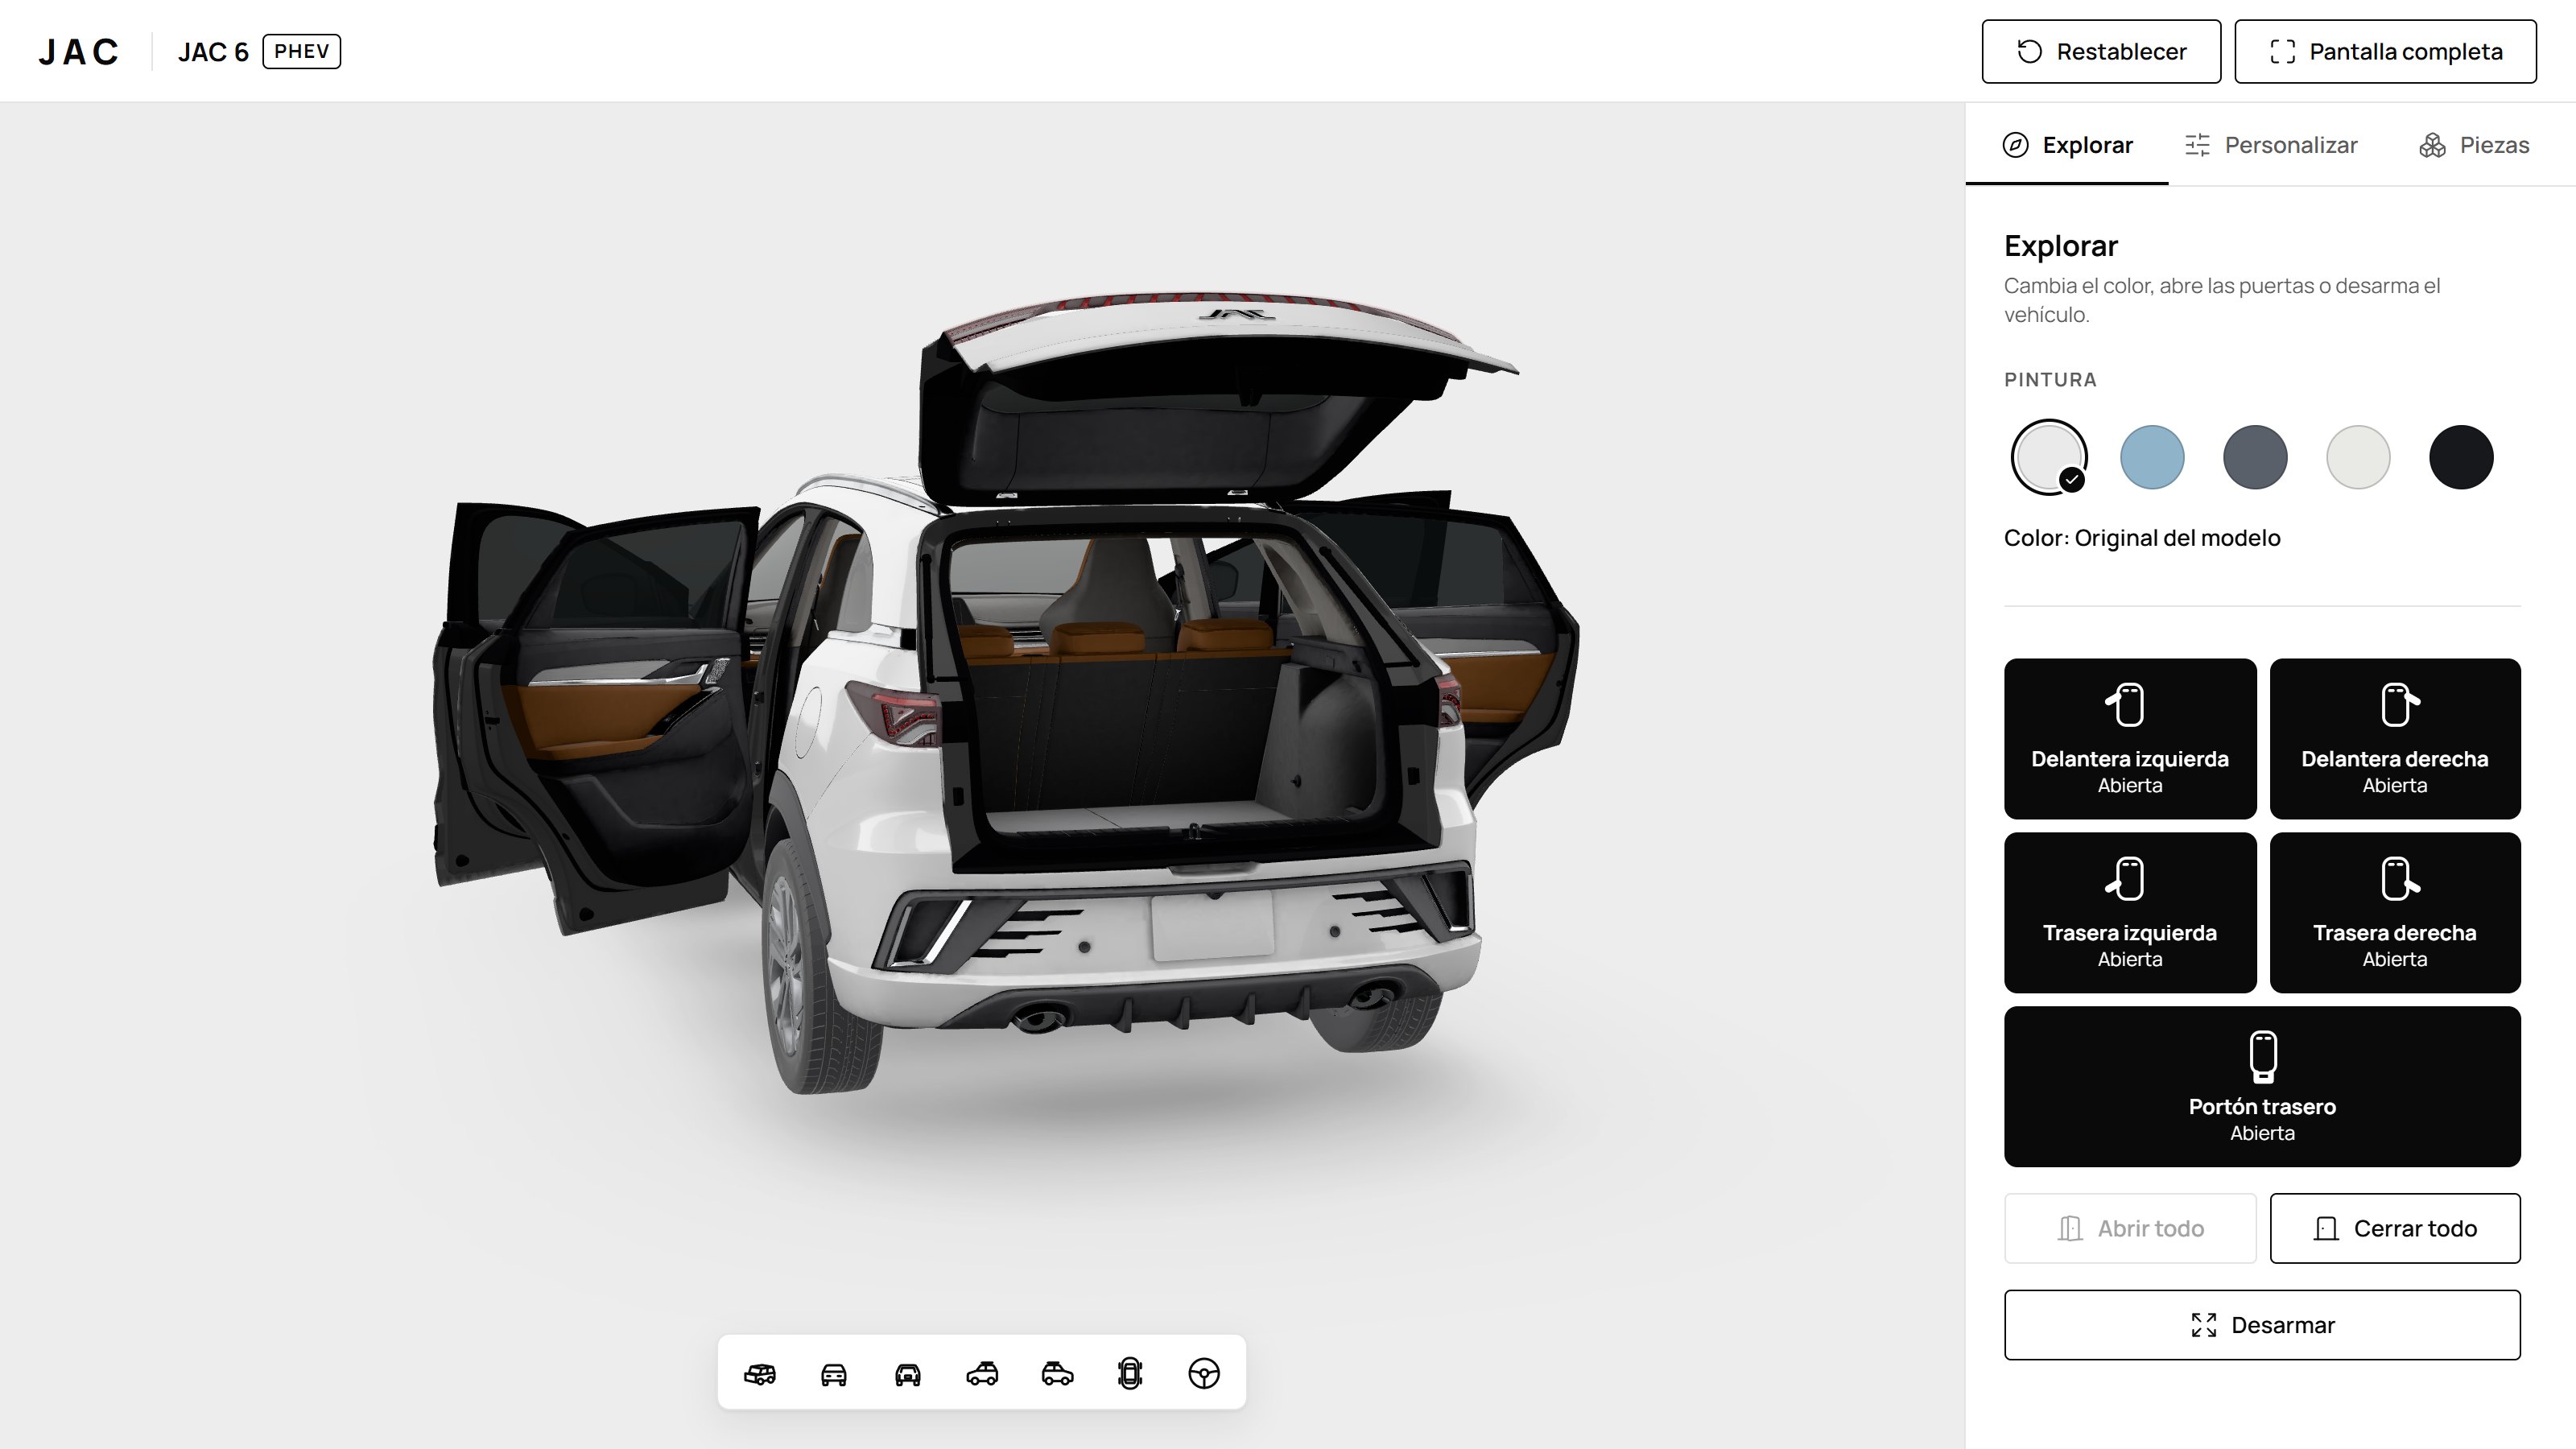 JAC
JAC 6 PHEV
Restablecer
Pantalla completa
Explorar
Personalizar
Piezas
Explorar
Cambia el color, abre las puertas o desarma el
vehículo.
PINTURA
Color: Original del modelo
Delantera izquierda
Abierta
Delantera derecha
Abierta
Trasera izquierda
Abierta
Trasera derecha
Abierta
Portón trasero
Abierta
Abrir todo
Cerrar todo
Desarmar
JAC